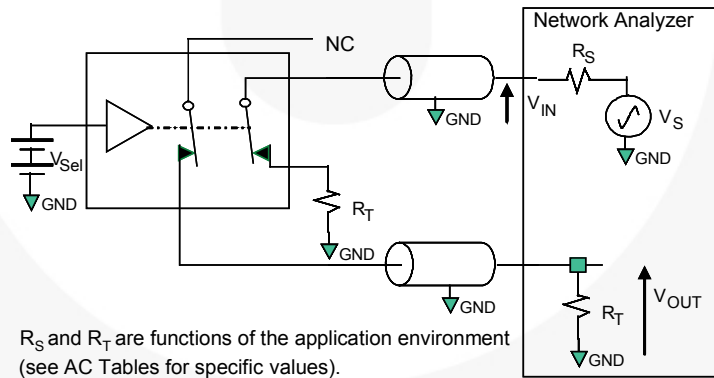 Network Analyzer
NC
R_S
V_IN
V_S
GND
GND
V_Sel
GND
R_T
GND
GND
V_OUT
R_T
GND
GND
R_S and R_T are functions of the application environment
(see AC Tables for specific values).